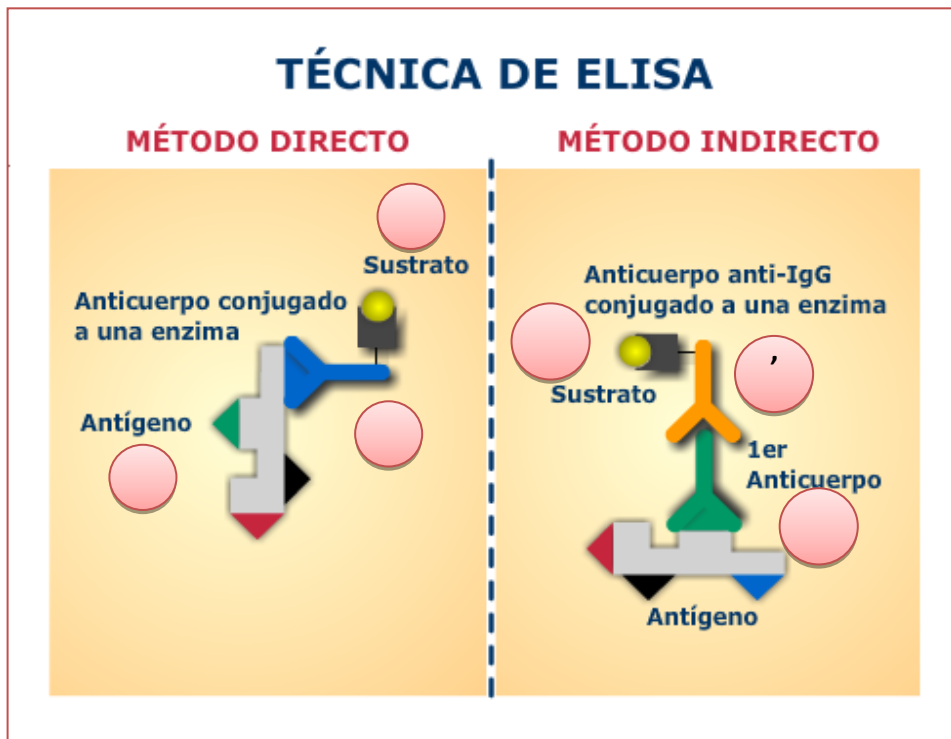 TÉCNICA DE ELISA
MÉTODO DIRECTO
Sustrato
Anticuerpo conjugado
a una enzima
Antígeno
MÉTODO INDIRECTO
Anticuerpo anti-IgG
conjugado a una enzima
Sustrato
,
1er
Anticuerpo
Antígeno